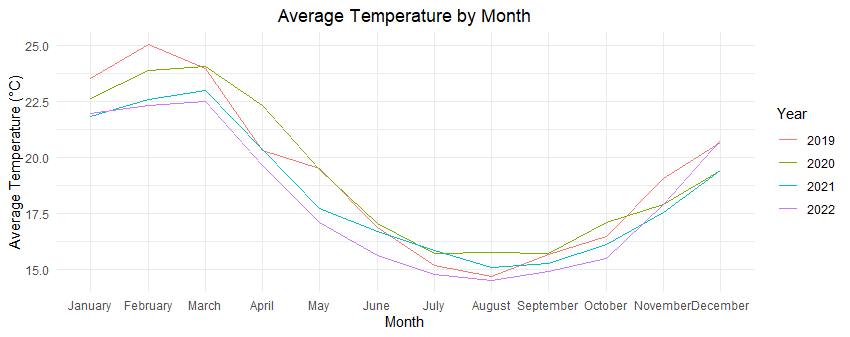 Average Temperature by Month
Average Temperature (°C)
25.0
22.5
20.0
17.5
15.0
January February March April May June July August September October November December
Month
Year
2019
2020
2021
2022